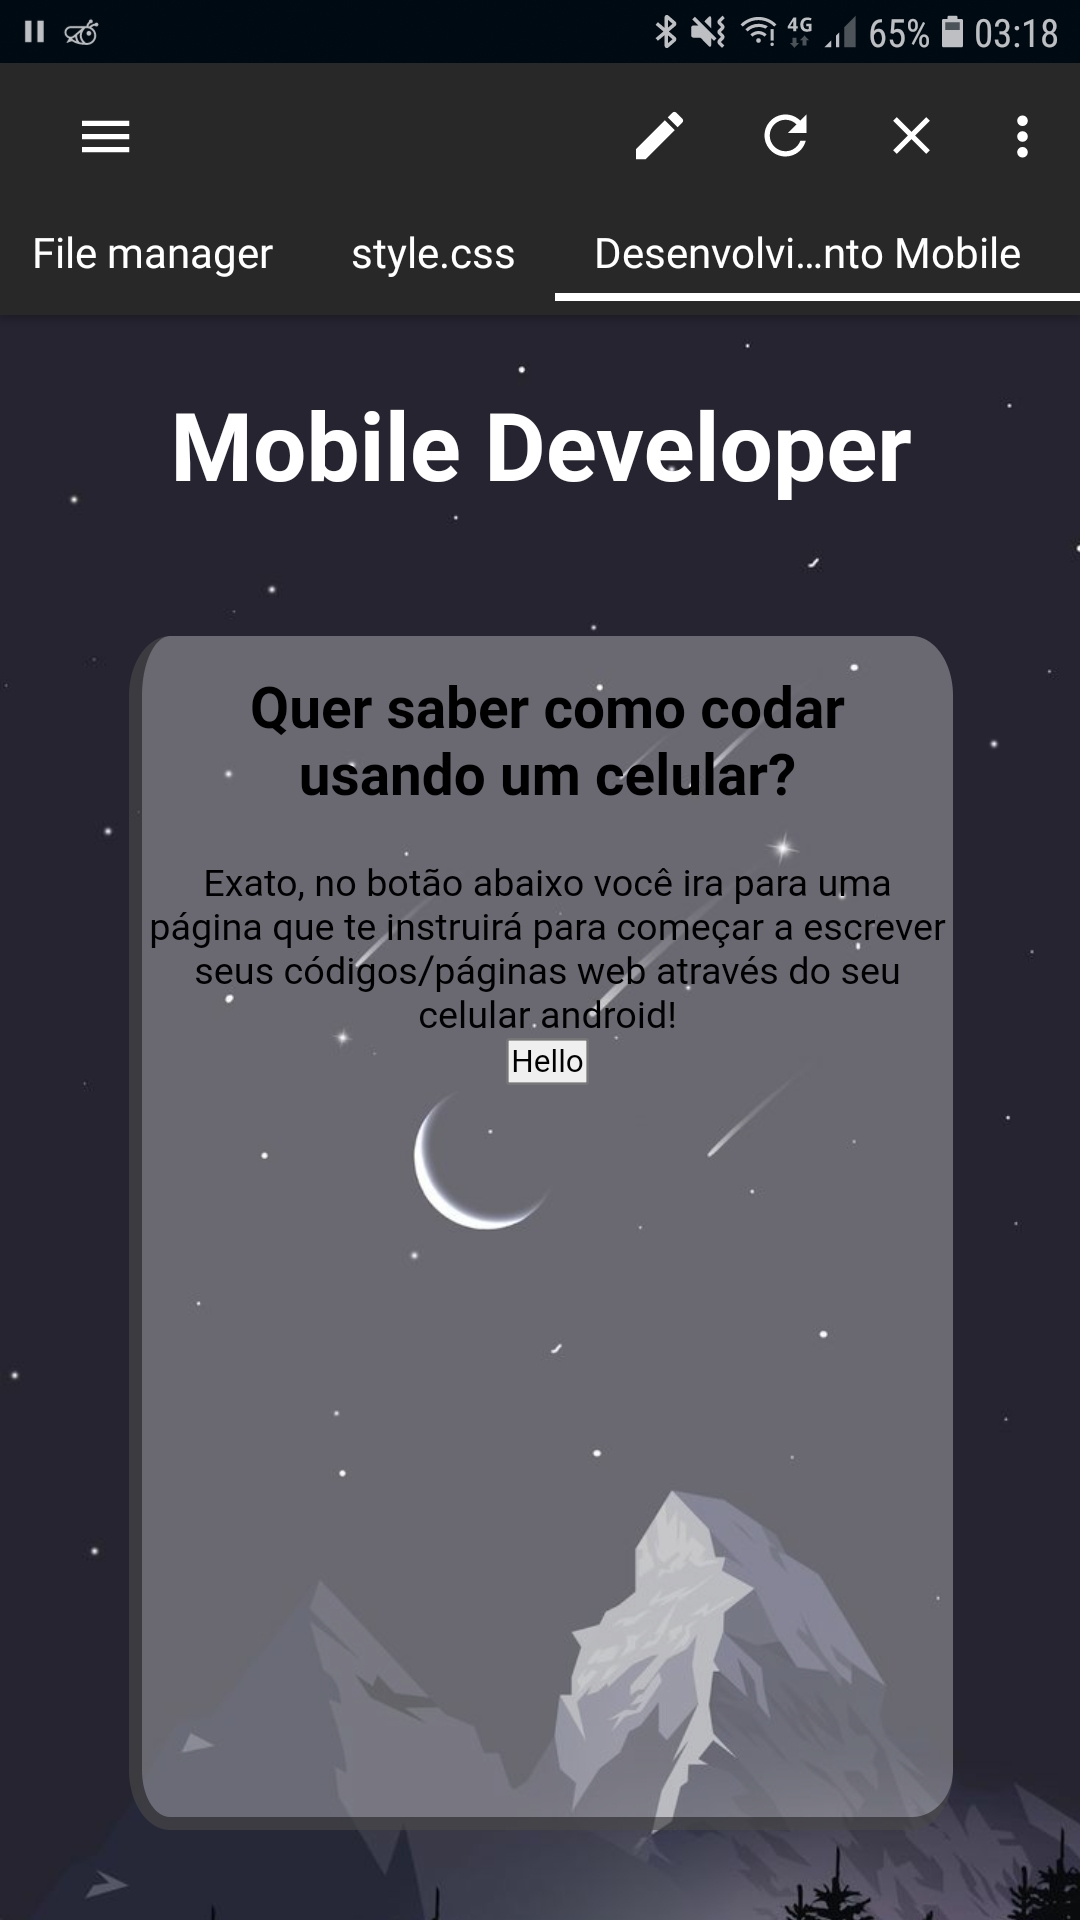 4G 65% 03:18
File manager style.css Desenvolvi...nto Mobile
Mobile Developer
Quer saber como codar
usando um celular?
Exato, no botão abaixo você ira para uma
página que te instruirá para começar a escrever
seus códigos/páginas web através do seu
celular android!
Hello